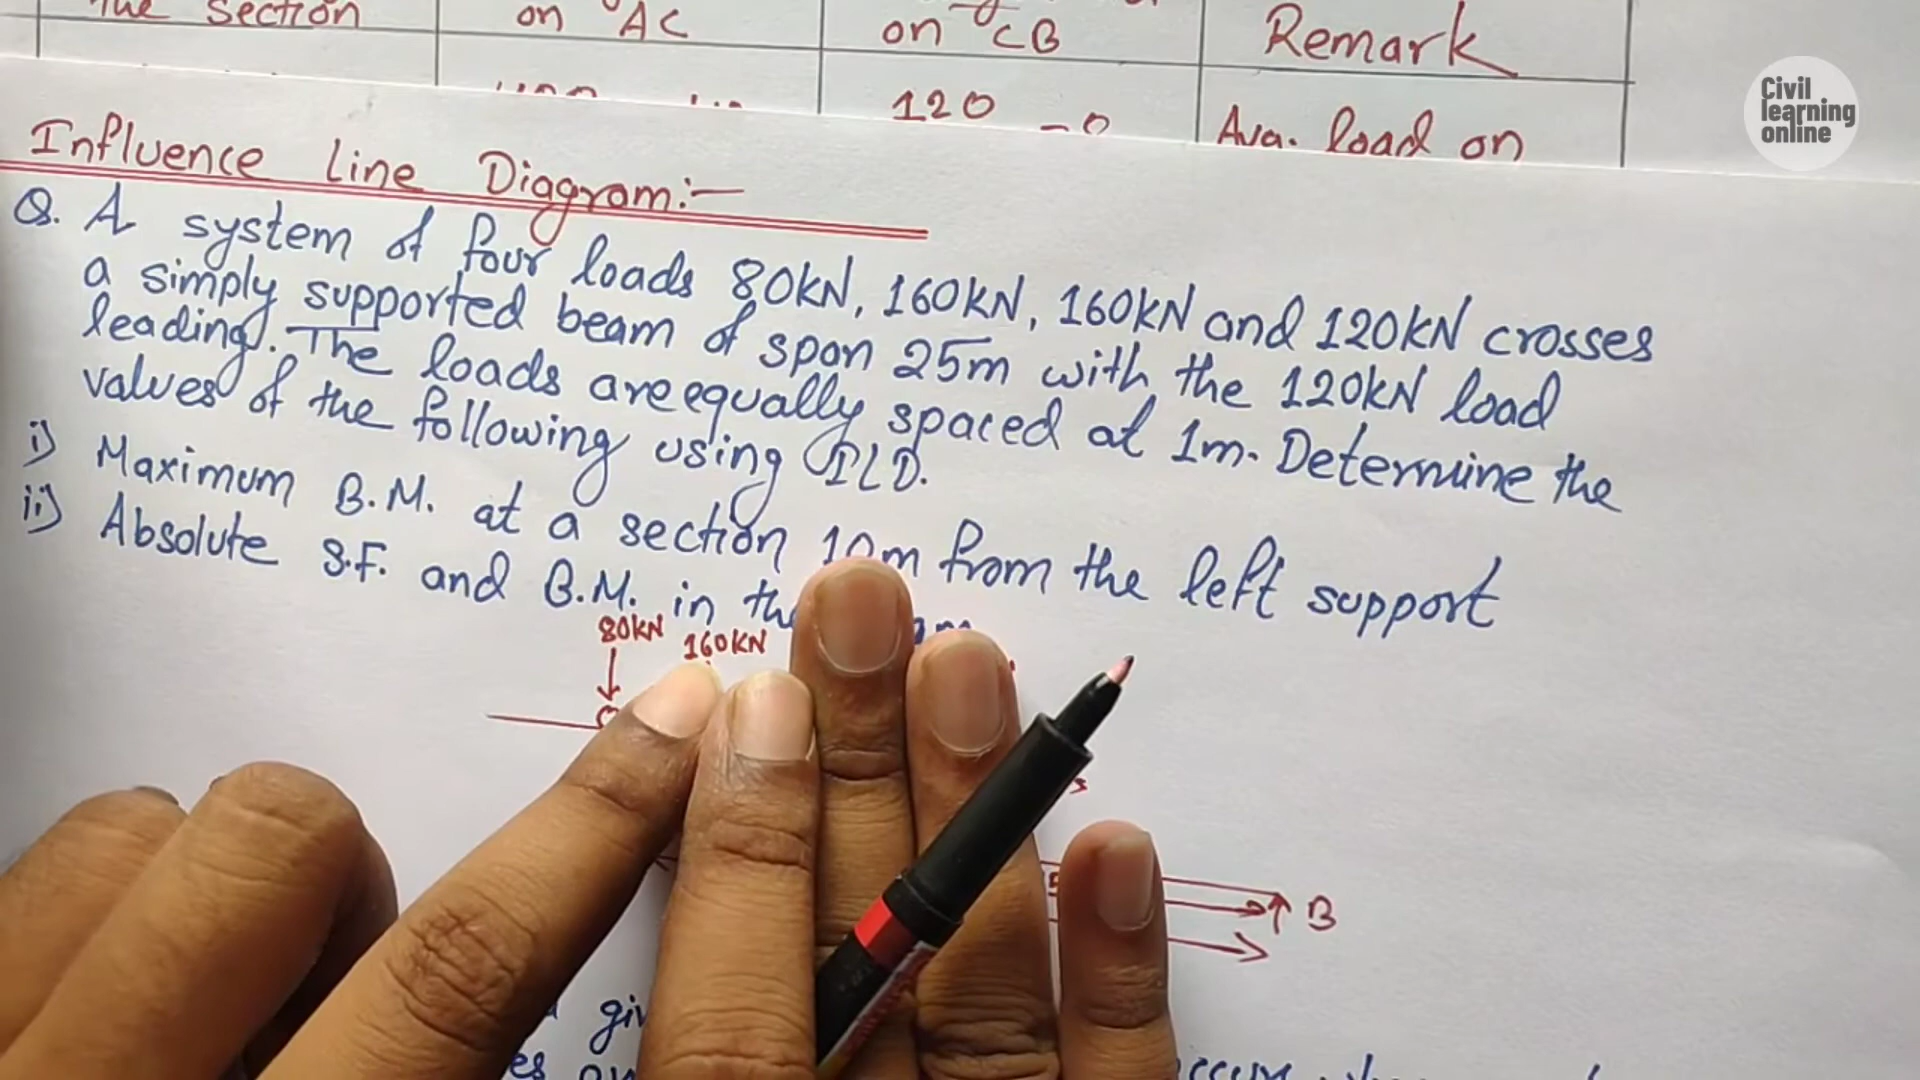 the section
on AC
on CB
Remark
120
Ava. load on
Civil
learning
online
Influence Line Diagram:-
Q. A system of four loads 80kN, 160KN, 160kN and 120KN crosses
a simply supported beam of span 25m with the 120kN load
leading. The loads are equally spaced at 1m. Determine the
values of the following using ILD.
i) Maximum B.M. at a section 10m from the left support
ii) Absolute S.F. and B.M. in the
80KN
160KN
B